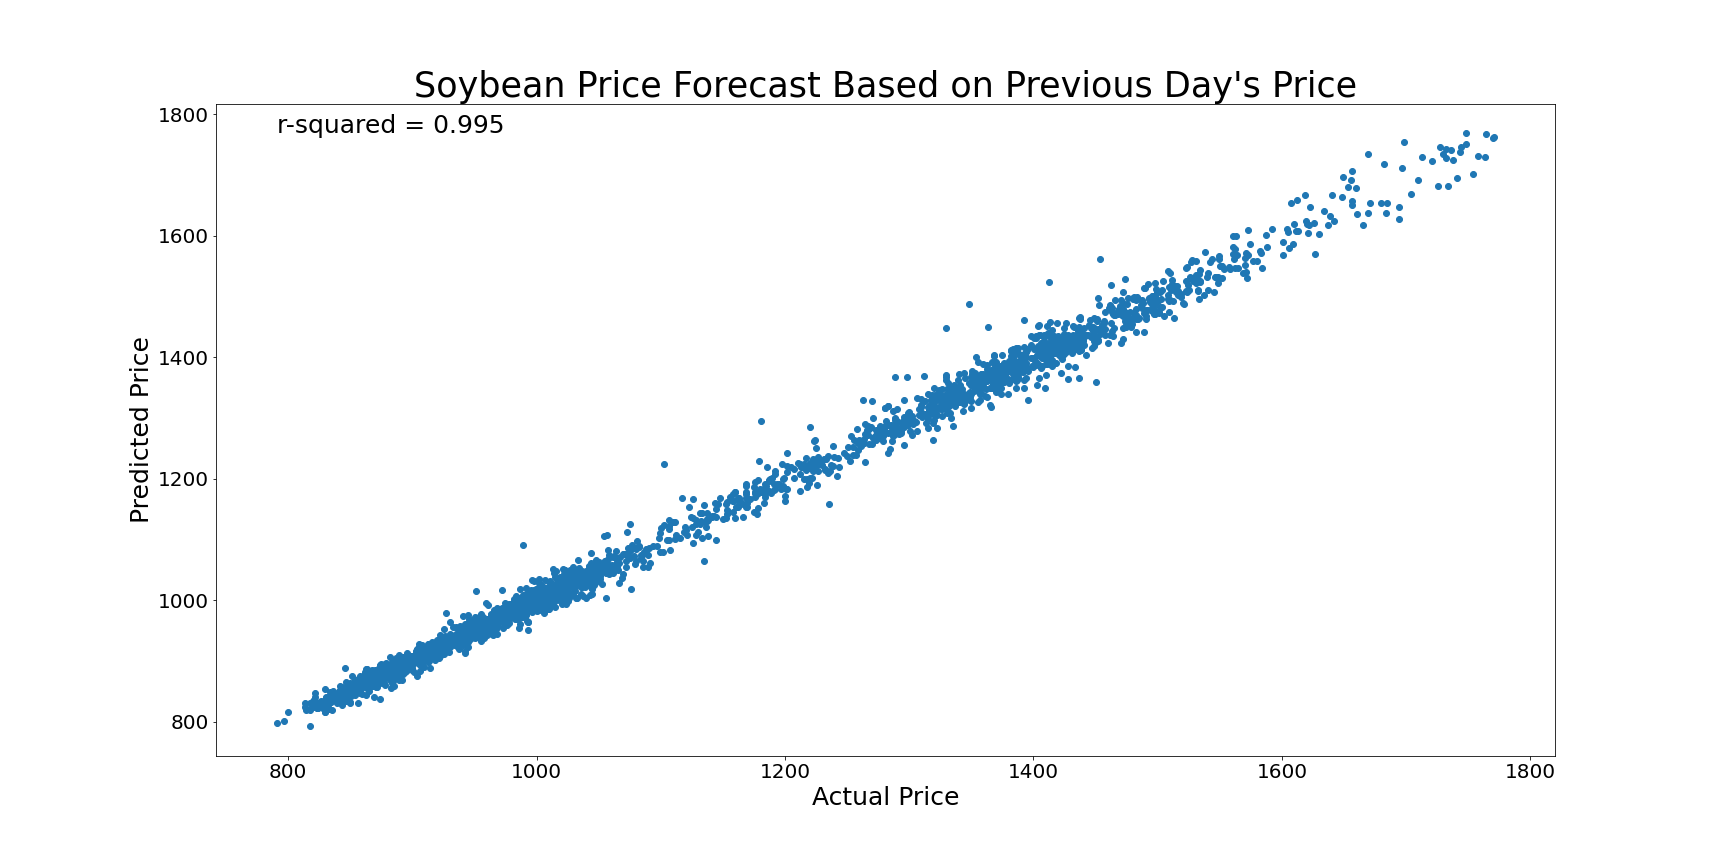 Soybean Price Forecast Based on Previous Day's Price
r-squared = 0.995
1800
1600
1400
1200
1000
800
Predicted Price
800 1000 1200 1400 1600 1800
Actual Price